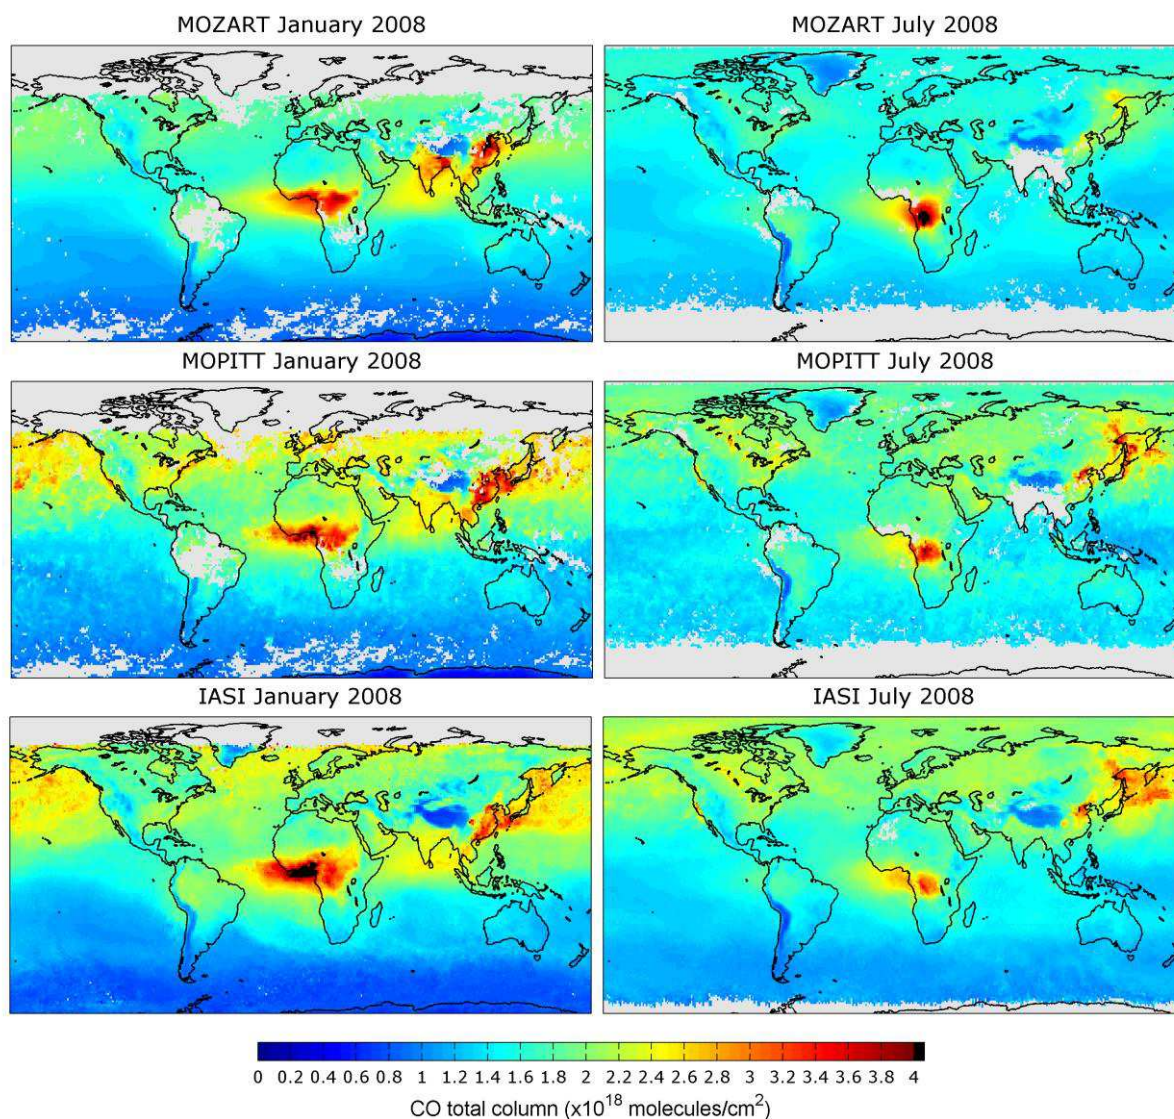 MOZART January 2008
MOZART July 2008
MOPITT January 2008
MOPITT July 2008
IASI January 2008
IASI July 2008
0 0.2 0.4 0.6 0.8 1 1.2 1.4 1.6 1.8 2 2.2 2.4 2.6 2.8 3 3.2 3.4 3.6 3.8 4
CO total column (x10¹⁸ molecules/cm²)